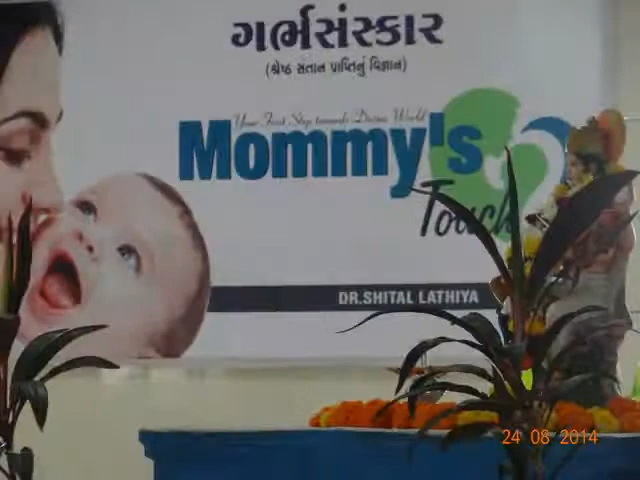 ગર્ભસંસ્કાર
(શ્રેષ્ઠ સંતાન પ્રાપ્તિનું વિજ્ઞાન)
Your First Step towards Divine World
Mommy's
Touch
DR.SHITAL LATHIYA
24 08 2014